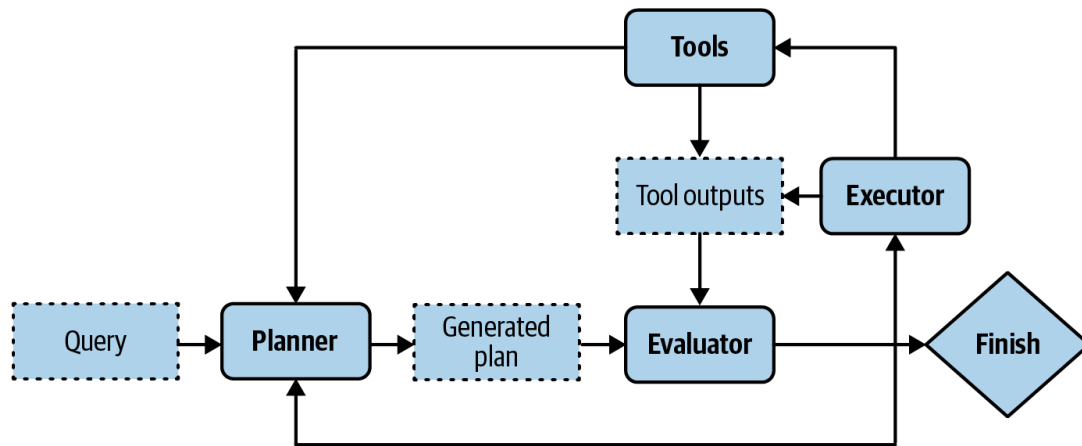 Tools
Tool outputs
Executor
Query
Planner
Generated
plan
Evaluator
Finish